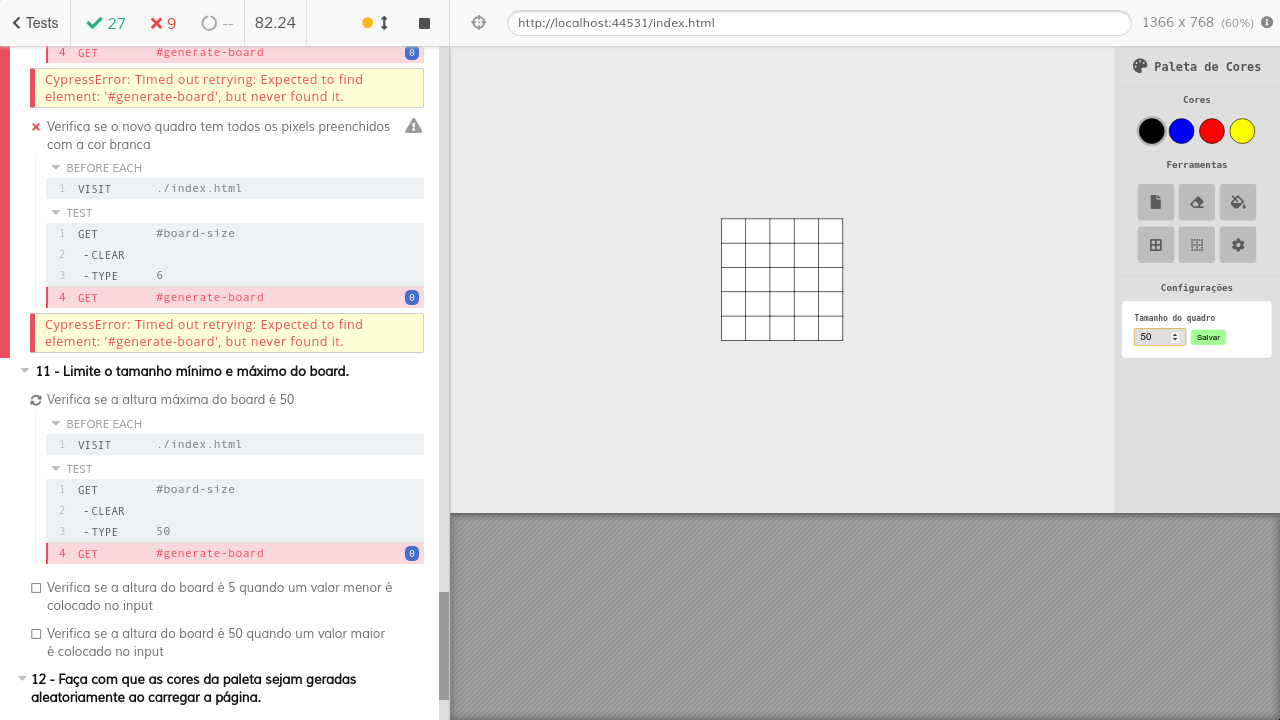 Tests
27
9
--
82.24
http://localhost:44531/index.html
1366 x 768 (60%)
4 GET #generate-board 0
CypressError: Timed out retrying: Expected to find
element: '#generate-board', but never found it.
Verifica se o novo quadro tem todos os pixels preenchidos
com a cor branca
BEFORE EACH
1 VISIT ./index.html
TEST
1 GET #board-size
2 -CLEAR
3 -TYPE 6
4 GET #generate-board 0
CypressError: Timed out retrying: Expected to find
element: '#generate-board', but never found it.
11 - Limite o tamanho mínimo e máximo do board.
Verifica se a altura máxima do board é 50
BEFORE EACH
1 VISIT ./index.html
TEST
1 GET #board-size
2 -CLEAR
3 -TYPE 50
4 GET #generate-board 0
Verifica se a altura do board é 5 quando um valor menor é
colocado no input
Verifica se a altura do board é 50 quando um valor maior
é colocado no input
12 - Faça com que as cores da paleta sejam geradas
aleatoriamente ao carregar a página.
Paleta de Cores
Cores
Ferramentas
Configurações
Tamanho do quadro
50 Salvar